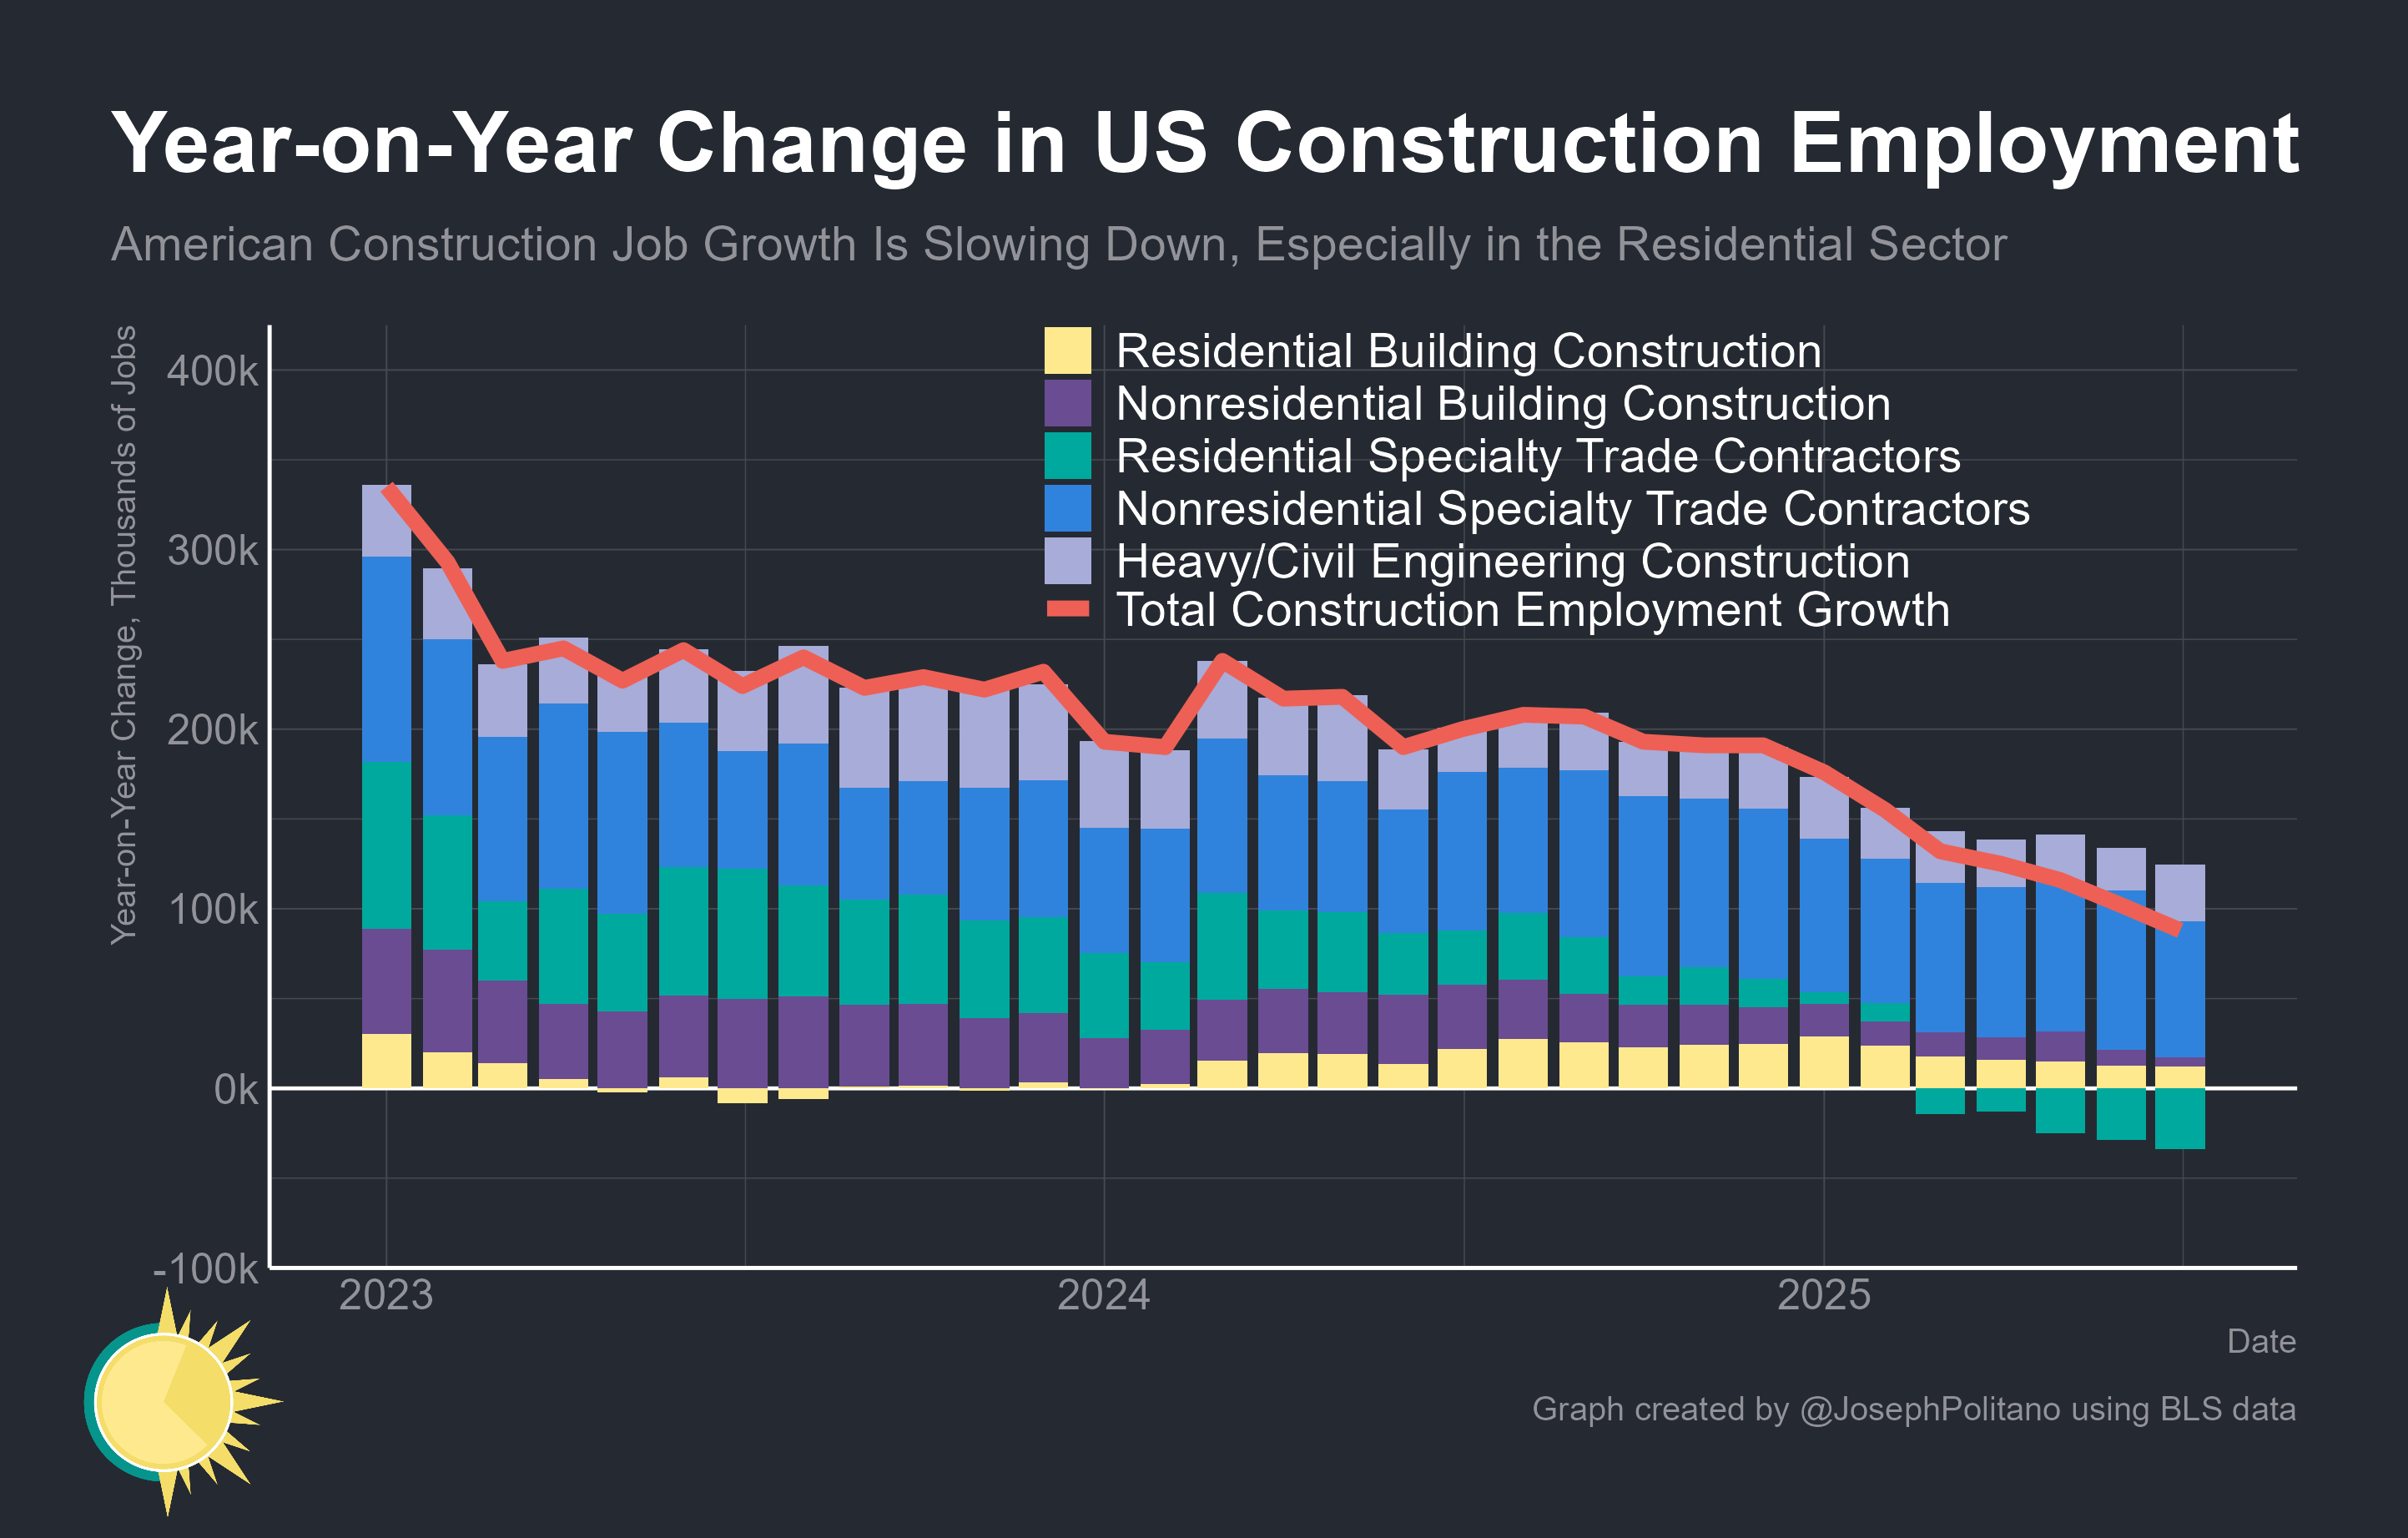 Year-on-Year Change in US Construction Employment
American Construction Job Growth Is Slowing Down, Especially in the Residential Sector
Year-on-Year Change, Thousands of Jobs
400k
300k
200k
100k
0k
-100k
Residential Building Construction
Nonresidential Building Construction
Residential Specialty Trade Contractors
Nonresidential Specialty Trade Contractors
Heavy/Civil Engineering Construction
Total Construction Employment Growth
2023
2024
2025
Date
Graph created by @JosephPolitano using BLS data